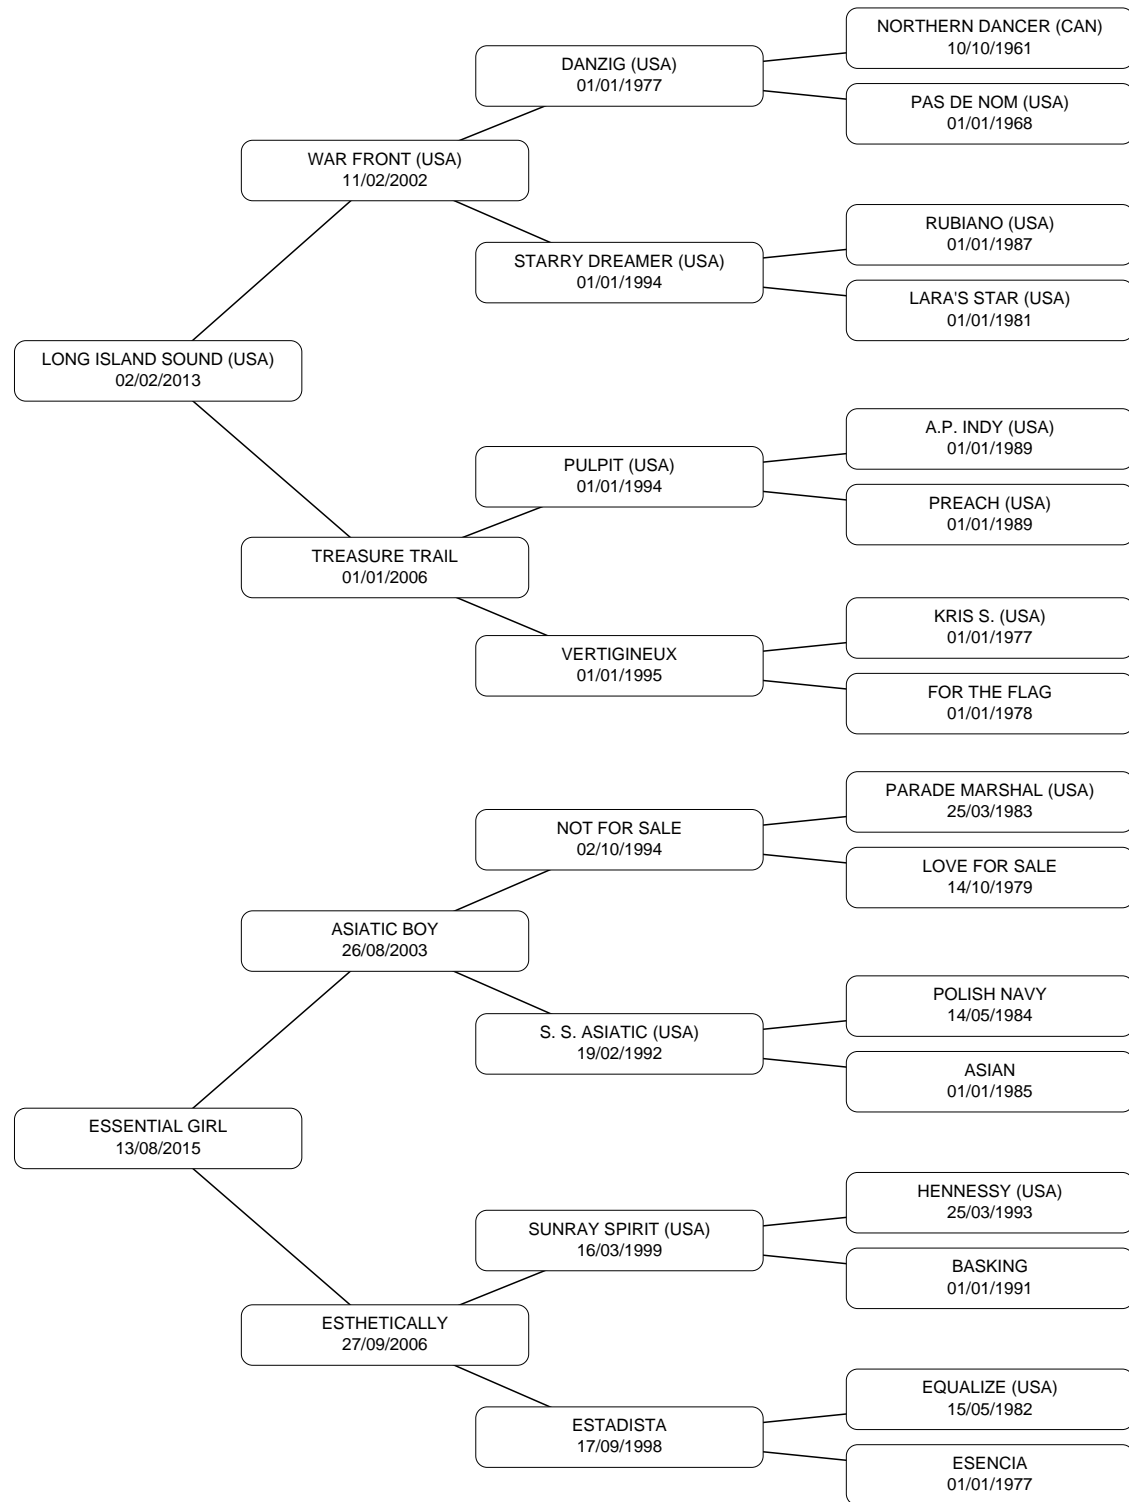 NORTHERN DANCER (CAN)
10/10/1961
DANZIG (USA)
01/01/1977
PAS DE NOM (USA)
01/01/1968
WAR FRONT (USA)
11/02/2002
RUBIANO (USA)
01/01/1987
STARRY DREAMER (USA)
01/01/1994
LARA'S STAR (USA)
01/01/1981
LONG ISLAND SOUND (USA)
02/02/2013
A.P. INDY (USA)
01/01/1989
PULPIT (USA)
01/01/1994
PREACH (USA)
01/01/1989
TREASURE TRAIL
01/01/2006
KRIS S. (USA)
01/01/1977
VERTIGINEUX
01/01/1995
FOR THE FLAG
01/01/1978
PARADE MARSHAL (USA)
25/03/1983
NOT FOR SALE
02/10/1994
LOVE FOR SALE
14/10/1979
ASIATIC BOY
26/08/2003
POLISH NAVY
14/05/1984
S. S. ASIATIC (USA)
19/02/1992
ASIAN
01/01/1985
ESSENTIAL GIRL
13/08/2015
HENNESSY (USA)
25/03/1993
SUNRAY SPIRIT (USA)
16/03/1999
BASKING
01/01/1991
ESTHETICALLY
27/09/2006
EQUALIZE (USA)
15/05/1982
ESTADISTA
17/09/1998
ESENCIA
01/01/1977